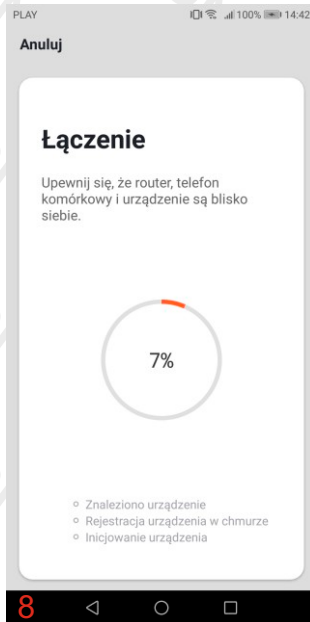 PLAY 100% 14:42
Anuluj
Łączenie
Upewnij się, że router, telefon
komórkowy i urządzenie są blisko
siebie.
7%
Znaleziono urządzenie
Rejestracja urządzenia w chmurze
Inicjowanie urządzenia
8